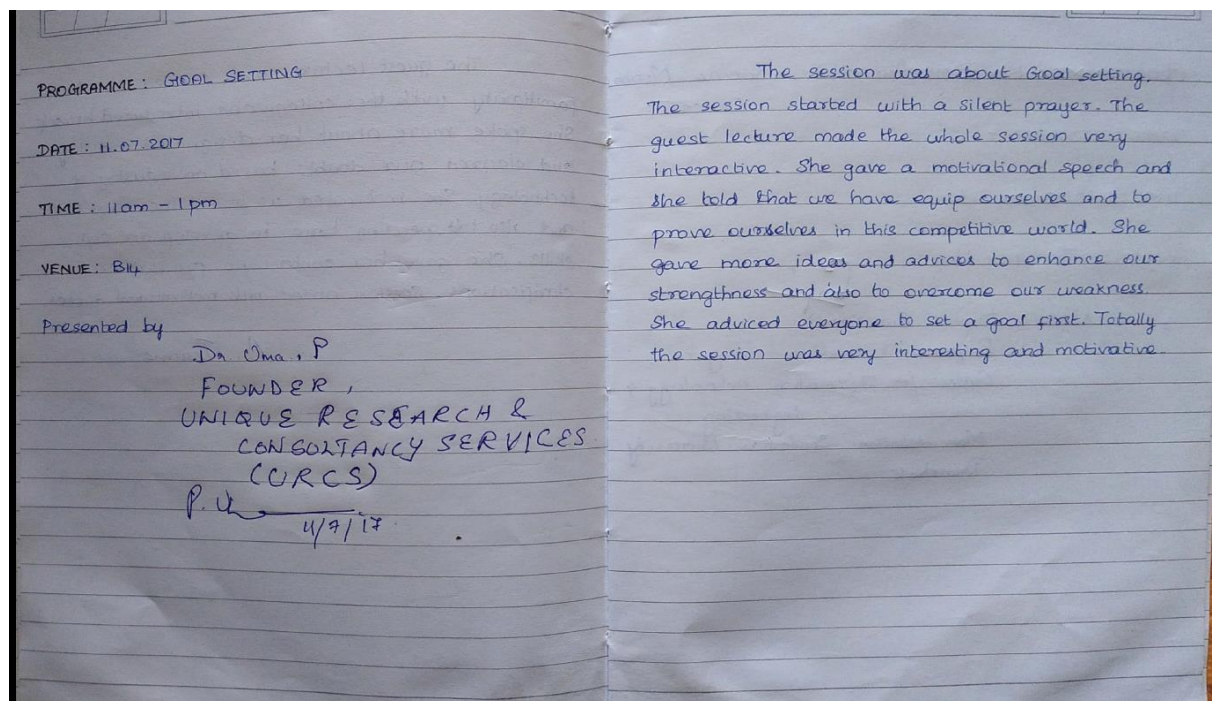 PROGRAMME: GOAL SETTING
DATE: 11.07.2017
TIME: 11am - 1pm
VENUE: B14
Presented by
Dr Uma. P
FOUNDER,
UNIQUE RESEARCH &
CONSOLTANCY SERVICES
(URCS)
11/7/17
The session was about Goal setting.
The session started with a silent prayer. The
guest lecture made the whole session very
interactive. She gave a motivational speech and
she told that we have equip ourselves and to
prove ourselves in this competitive world. She
gave more ideas and advices to enhance our
strengthness and also to overcome our weakness.
She adviced everyone to set a goal first. Totally
the session was very interesting and motivative.